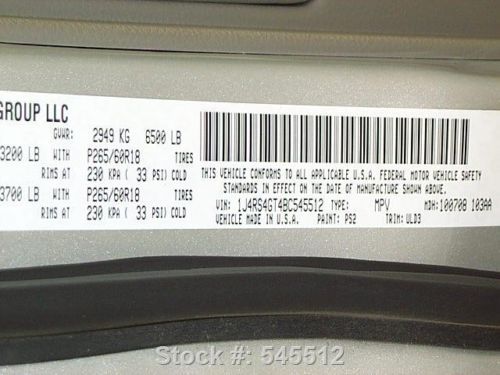 GROUP LLC
GVWR: 2949 KG 6500 LB
3200 LB WITH P265/60R18 TIRES
RIMS AT 230 KPA ( 33 PSI) COLD
3700 LB WITH P265/60R18 TIRES
RIMS AT 230 KPA ( 33 PSI) COLD
THIS VEHICLE CONFORMS TO ALL APPLICABLE U.S.A. FEDERAL MOTOR VEHICLE SAFETY
STANDARDS IN EFFECT ON THE DATE OF MANUFACTURE SHOWN ABOVE.
VIN: 1J4RS4GT4BC545512 TYPE: MPV MDH: 100708 103AA
VEHICLE MADE IN U.S.A. PAINT: PS2 TRIM: ULD3
Stock #: 545512